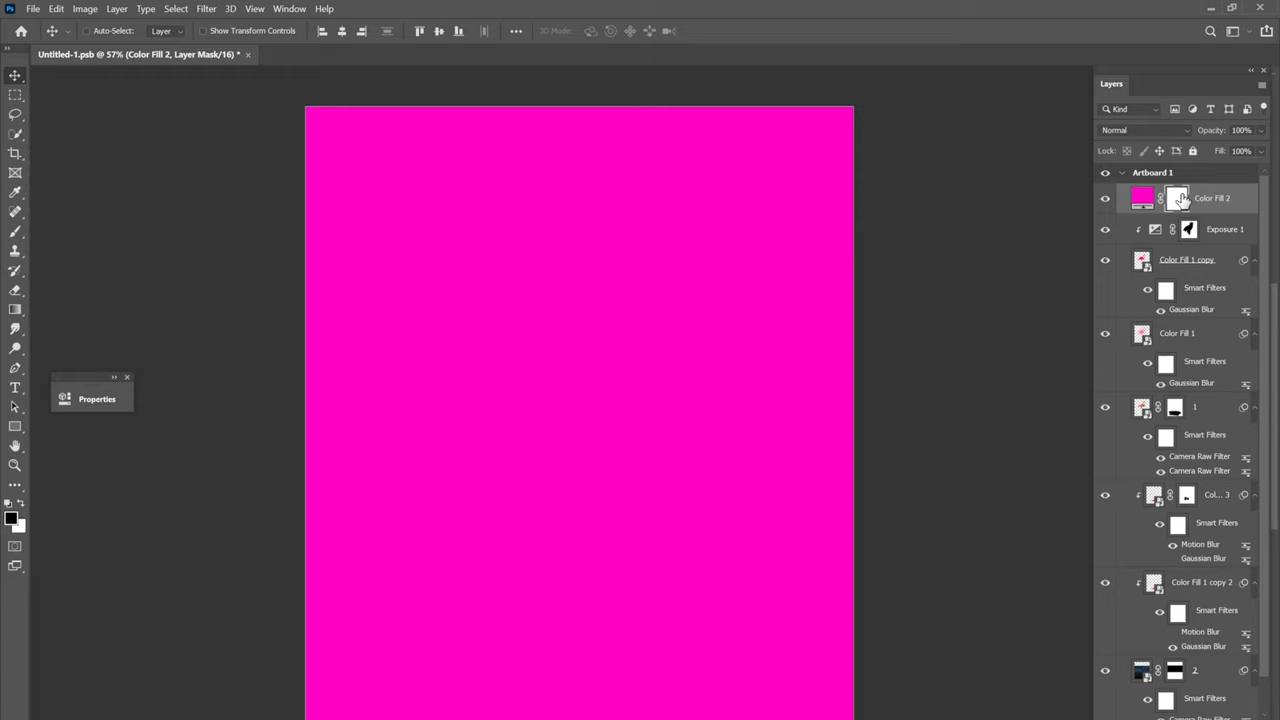 Ps File Edit Image Layer Type Select Filter 3D View Window Help
Auto-Select: Layer Show Transform Controls 3D Mode:
Untitled-1.psb @ 57% (Color Fill 2, Layer Mask/16) *
Layers
Kind
Normal Opacity: 100%
Lock: Fill: 100%
Artboard 1
Color Fill 2
Exposure 1
Color Fill 1 copy
Smart Filters
Gaussian Blur
Color Fill 1
Smart Filters
Gaussian Blur
Properties
1
Smart Filters
Camera Raw Filter
Camera Raw Filter
Col... 3
Smart Filters
Motion Blur
Gaussian Blur
Color Fill 1 copy 2
Smart Filters
Motion Blur
Gaussian Blur
2
Smart Filters